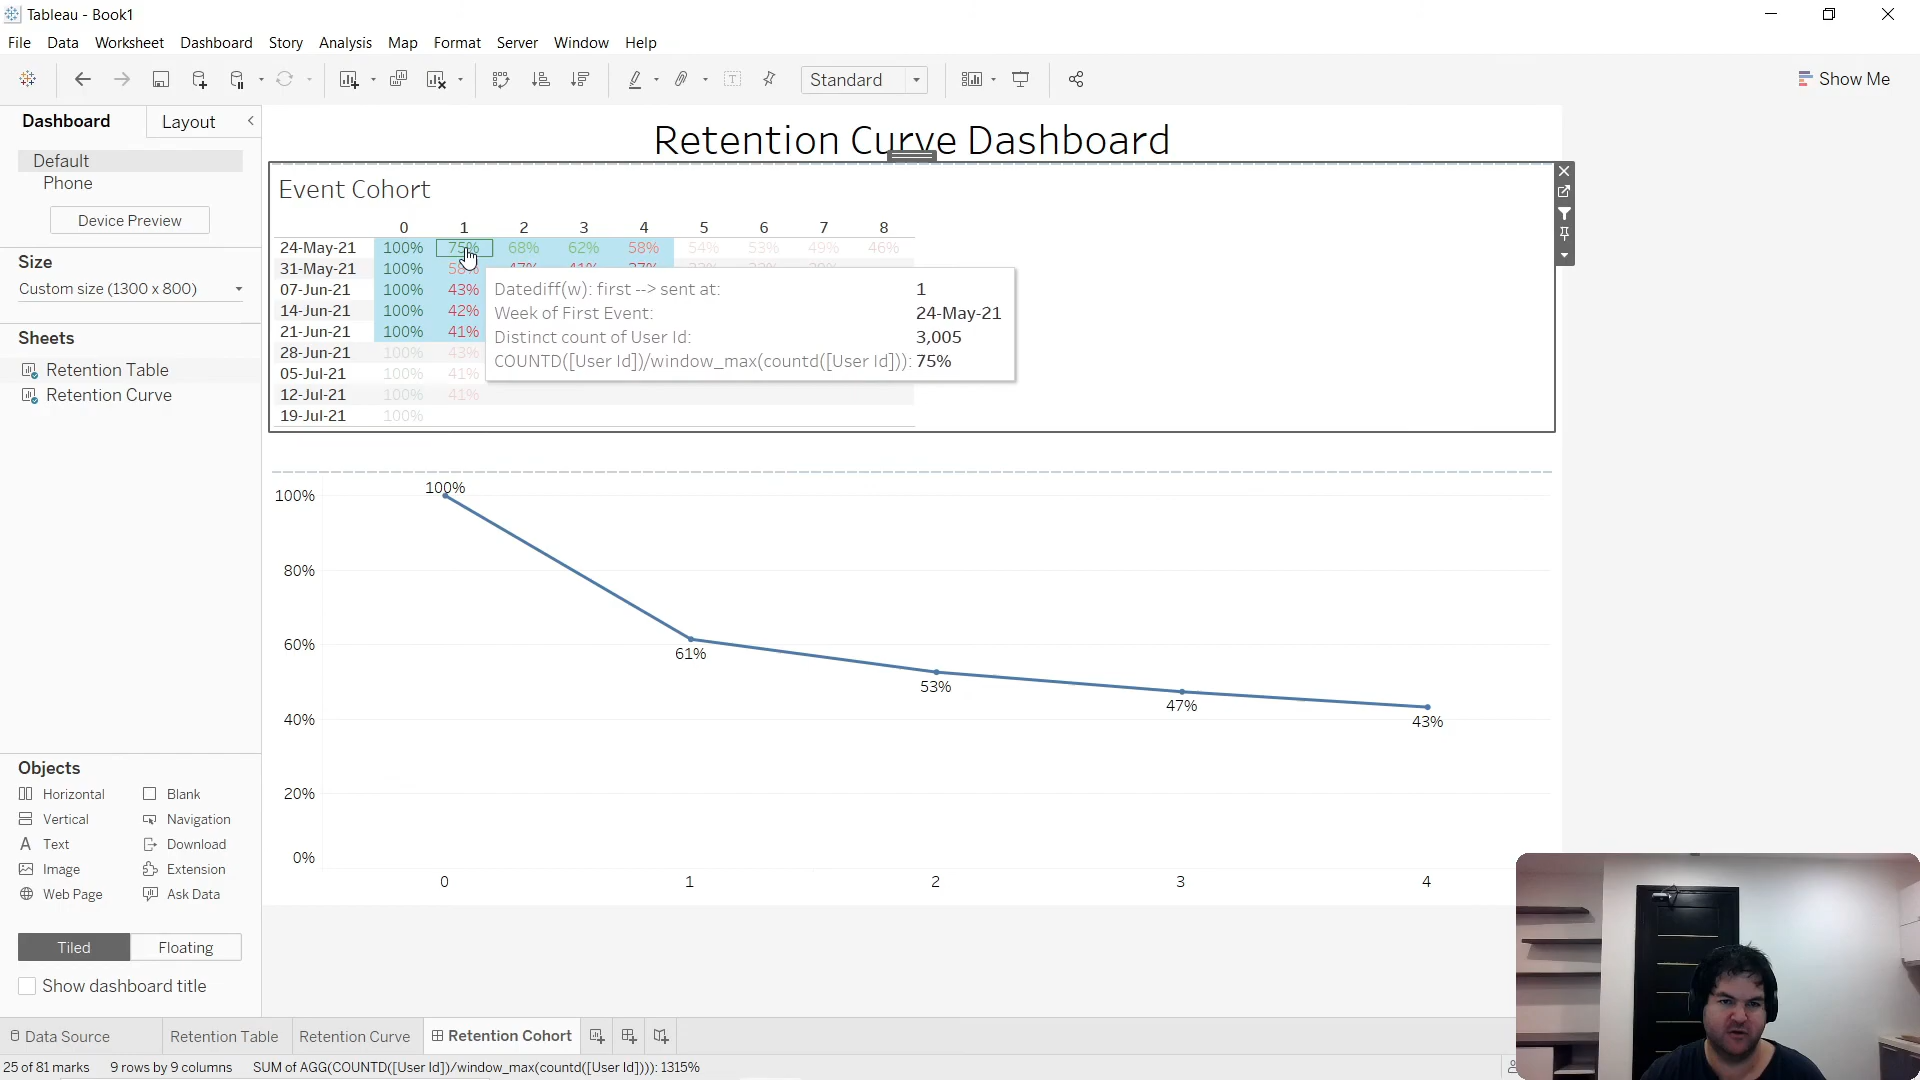 Tableau - Book1
File Data Worksheet Dashboard Story Analysis Map Format Server Window Help
Standard
Show Me
Dashboard Layout
Default
Phone
Device Preview
Size
Custom size (1300 x 800)
Sheets
Retention Table
Retention Curve
Retention Curve Dashboard
Event Cohort
0 1 2 3 4 5 6 7 8
24-May-21 100% 75% 68% 62% 58% 54% 53% 49% 46%
31-May-21 100% 58% 47% 41% 37%
07-Jun-21 100% 43%
14-Jun-21 100% 42%
21-Jun-21 100% 41%
28-Jun-21 100% 43%
05-Jul-21 100% 41%
12-Jul-21 100% 41%
19-Jul-21 100%
Datediff(w): first --> sent at: 1
Week of First Event: 24-May-21
Distinct count of User Id: 3,005
COUNTD([User Id])/window_max(countd([User Id])): 75%
100%
80%
60%
40%
20%
0%
100%
61%
53%
47%
43%
0 1 2 3 4
Objects
Horizontal Blank
Vertical Navigation
Text Download
Image Extension
Web Page Ask Data
Tiled Floating
Show dashboard title
Data Source Retention Table Retention Curve Retention Cohort
25 of 81 marks 9 rows by 9 columns SUM of AGG(COUNTD([User Id])/window_max(countd([User Id]))): 1315%